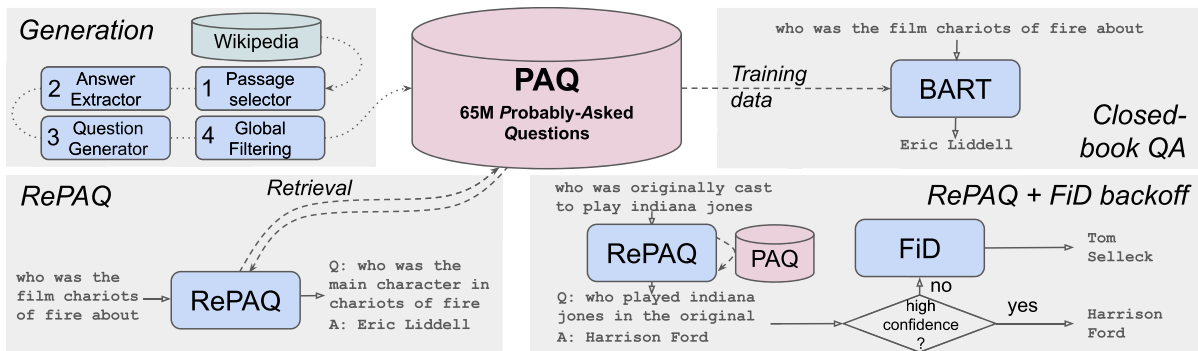 Generation
Wikipedia
2 Answer
Extractor
1 Passage
selector
3 Question
Generator
4 Global
Filtering
PAQ
65M Probably-Asked
Questions
Training
data
who was the film chariots of fire about
BART
Eric Liddell
Closed-
book QA
RePAQ
Retrieval
who was the
film chariots
of fire about
RePAQ
Q: who was the
main character in
chariots of fire
A: Eric Liddell
RePAQ + FiD backoff
who was originally cast
to play indiana jones
RePAQ
PAQ
Q: who played indiana
jones in the original
A: Harrison Ford
FiD
no
high
confidence
?
yes
Tom
Selleck
Harrison
Ford